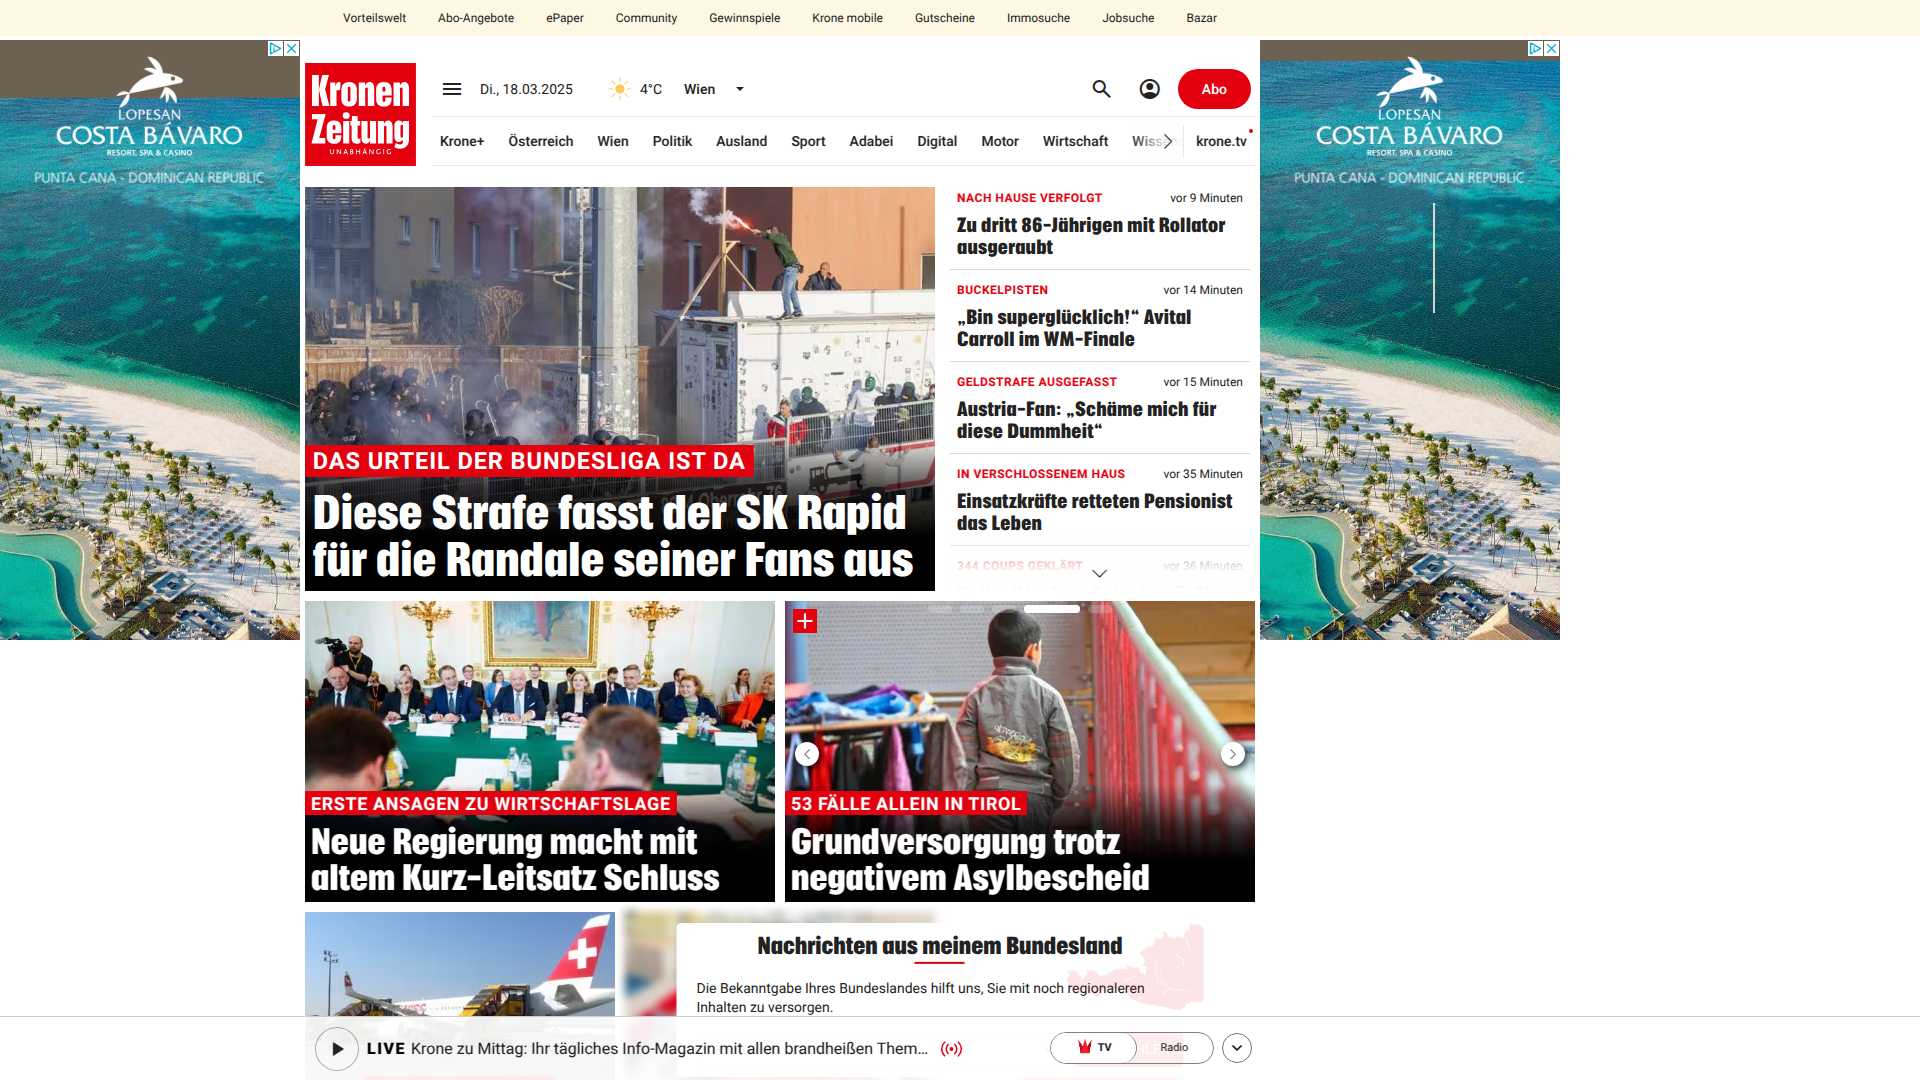 Vorteilswelt Abo-Angebote ePaper Community Gewinnspiele Krone mobile Gutscheine Immosuche Jobsuche Bazar
LOPESAN
COSTA BÁVARO
RESORT, SPA & CASINO
PUNTA CANA - DOMINICAN REPUBLIC
Kronen
Zeitung
UNABHÄNGIG
Di., 18.03.2025 4°C Wien
Abo
Krone+ Österreich Wien Politik Ausland Sport Adabei Digital Motor Wirtschaft krone.tv
DAS URTEIL DER BUNDESLIGA IST DA
Diese Strafe fasst der SK Rapid
für die Randale seiner Fans aus
NACH HAUSE VERFOLGT vor 9 Minuten
Zu dritt 86-Jährigen mit Rollator
ausgeraubt
BUCKELPISTEN vor 14 Minuten
„Bin superglücklich!“ Avital
Carroll im WM-Finale
GELDSTRAFE AUSGEFASST vor 15 Minuten
Austria-Fan: „Schäme mich für
diese Dummheit“
IN VERSCHLOSSENEM HAUS vor 35 Minuten
Einsatzkräfte retteten Pensionist
das Leben
344 COUPS GEKLÄRT vor 36 Minuten
LOPESAN
COSTA BÁVARO
RESORT, SPA & CASINO
PUNTA CANA - DOMINICAN REPUBLIC
ERSTE ANSAGEN ZU WIRTSCHAFTSLAGE
Neue Regierung macht mit
altem Kurz-Leitsatz Schluss
53 FÄLLE ALLEIN IN TIROL
Grundversorgung trotz
negativem Asylbescheid
Nachrichten aus meinem Bundesland
Die Bekanntgabe Ihres Bundeslandes hilft uns, Sie mit noch regionaleren
Inhalten zu versorgen.
LIVE Krone zu Mittag: Ihr tägliches Info-Magazin mit allen brandheißen Them...
TV Radio